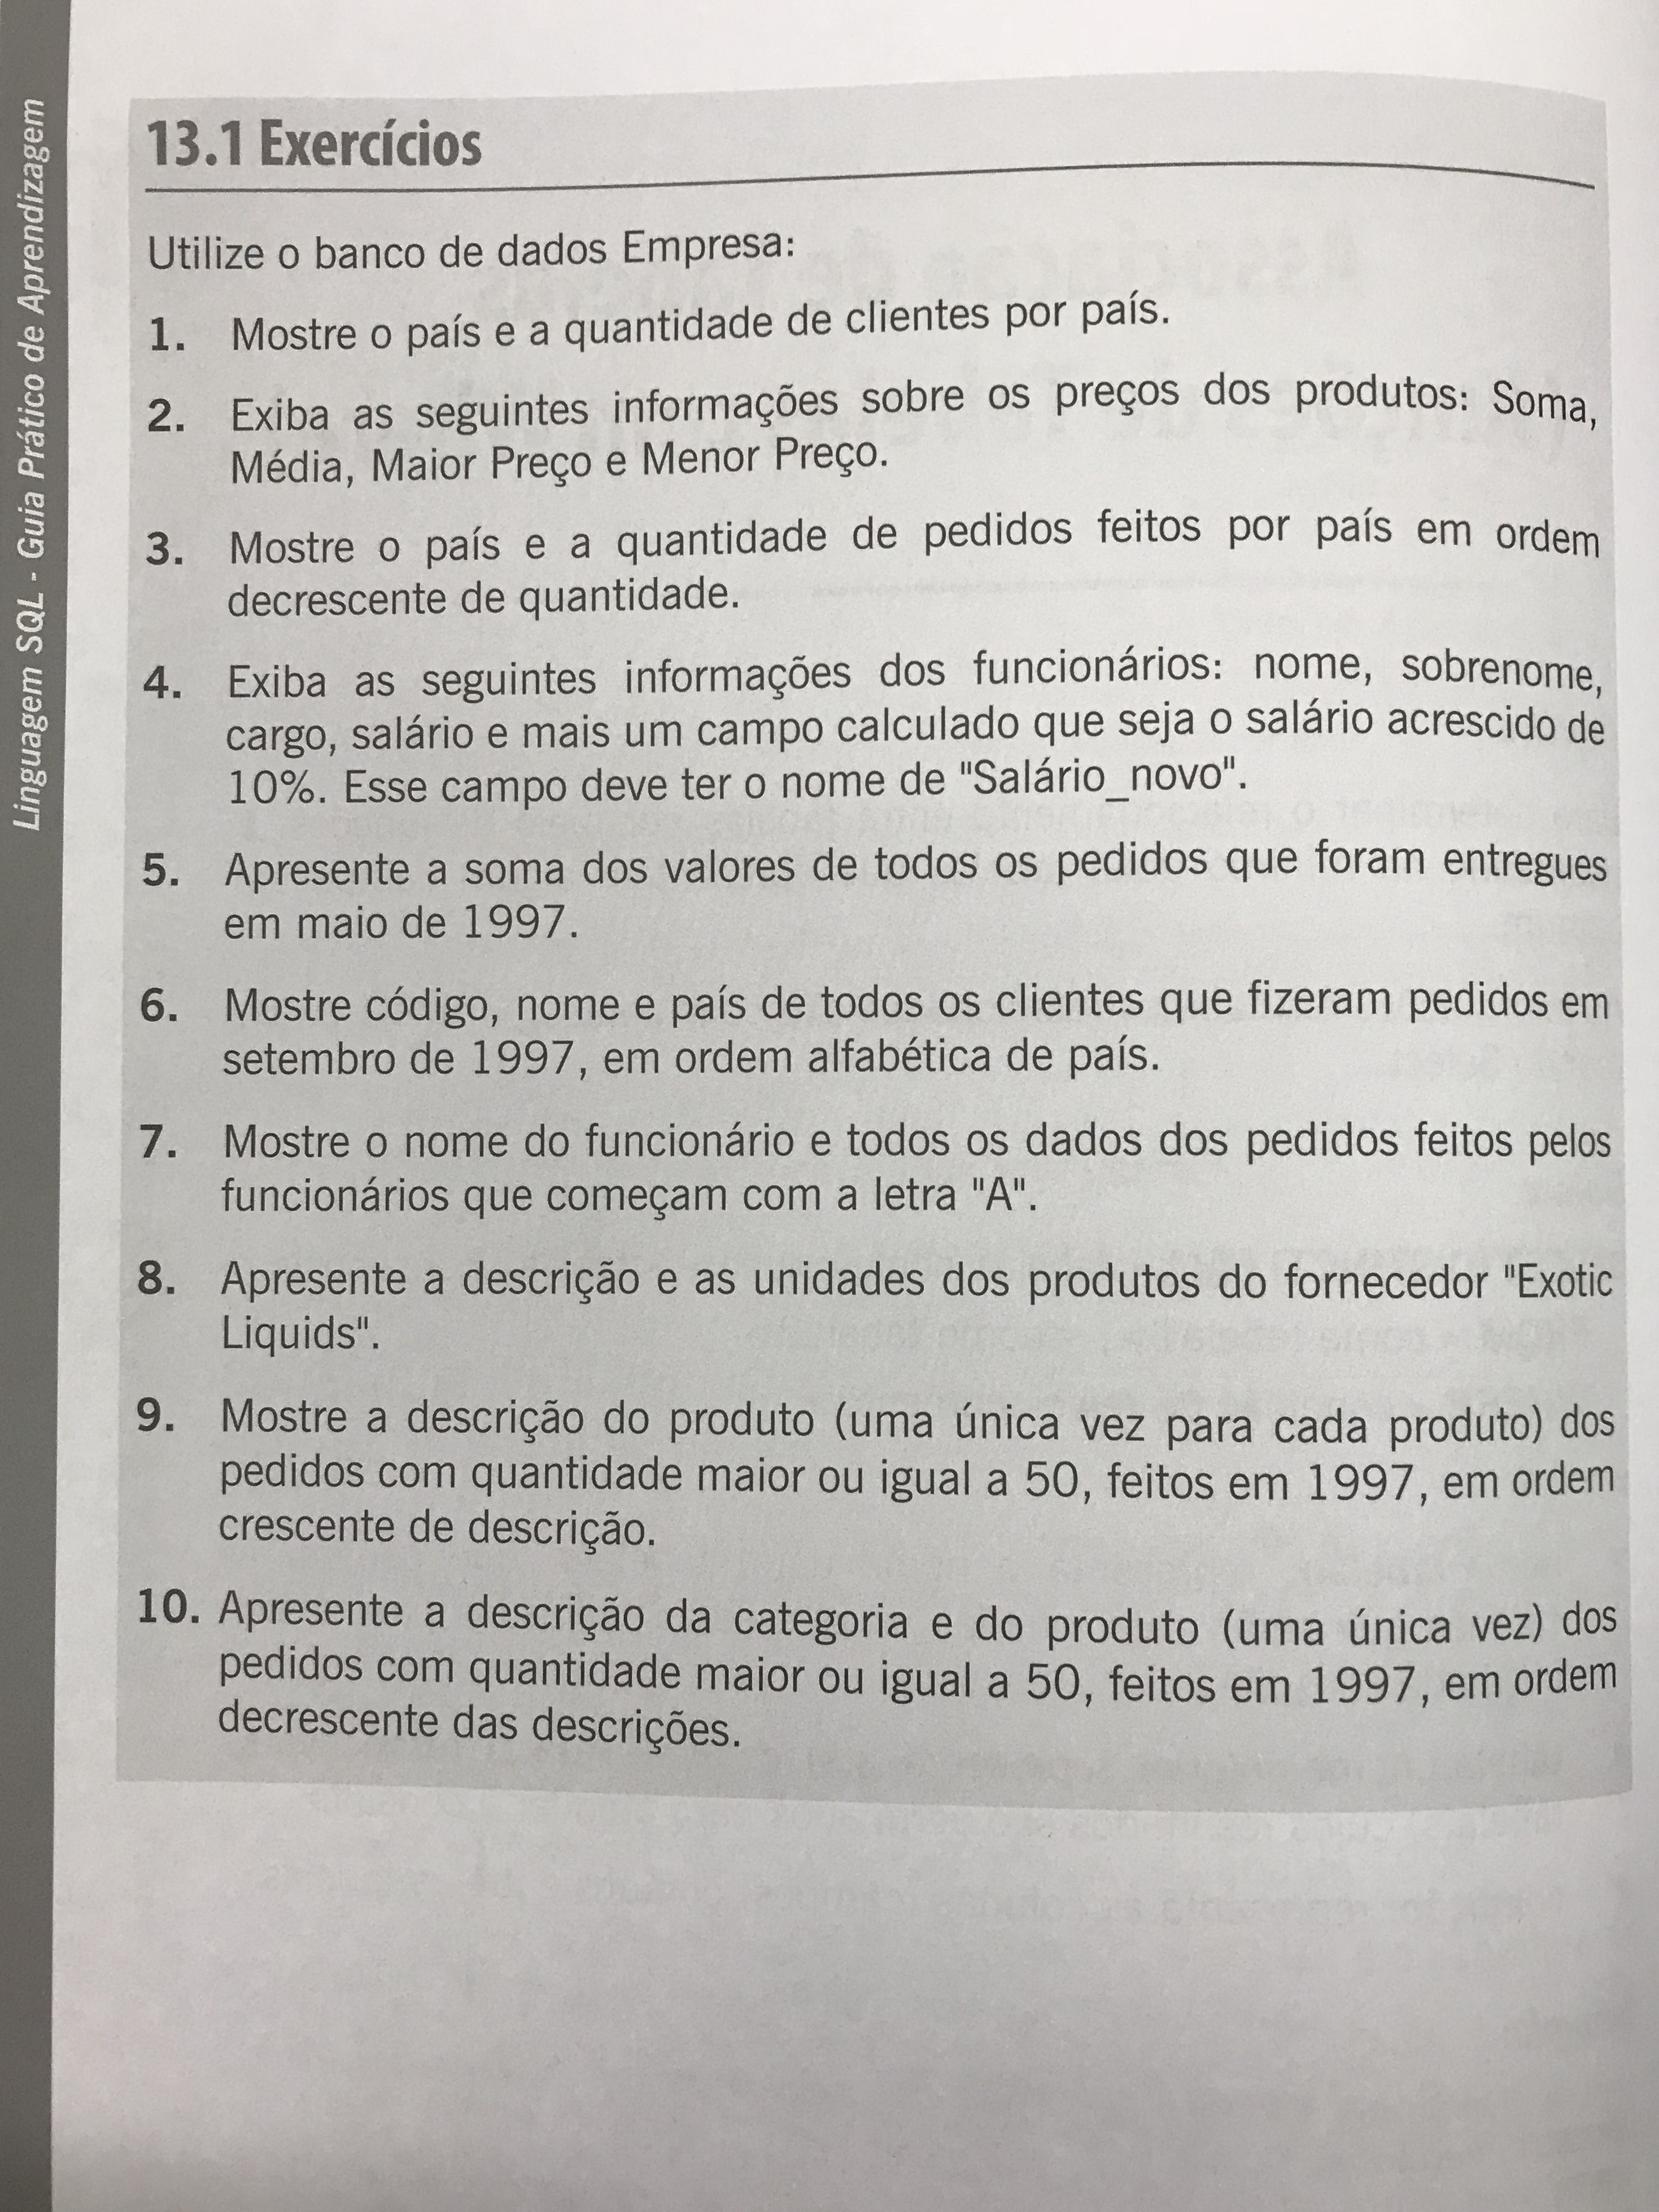 Linguagem SQL - Guia Prático de Aprendizagem
13.1 Exercícios
Utilize o banco de dados Empresa:
1. Mostre o país e a quantidade de clientes por país.
2. Exiba as seguintes informações sobre os preços dos produtos: Soma,
Média, Maior Preço e Menor Preço.
3. Mostre o país e a quantidade de pedidos feitos por país em ordem
decrescente de quantidade.
4. Exiba as seguintes informações dos funcionários: nome, sobrenome,
cargo, salário e mais um campo calculado que seja o salário acrescido de
10%. Esse campo deve ter o nome de "Salário_novo".
5. Apresente a soma dos valores de todos os pedidos que foram entregues
em maio de 1997.
6. Mostre código, nome e país de todos os clientes que fizeram pedidos em
setembro de 1997, em ordem alfabética de país.
7. Mostre o nome do funcionário e todos os dados dos pedidos feitos pelos
funcionários que começam com a letra "A".
8. Apresente a descrição e as unidades dos produtos do fornecedor "Exotic
Liquids".
9. Mostre a descrição do produto (uma única vez para cada produto) dos
pedidos com quantidade maior ou igual a 50, feitos em 1997, em ordem
crescente de descrição.
10. Apresente a descrição da categoria e do produto (uma única vez) dos
pedidos com quantidade maior ou igual a 50, feitos em 1997, em ordem
decrescente das descrições.